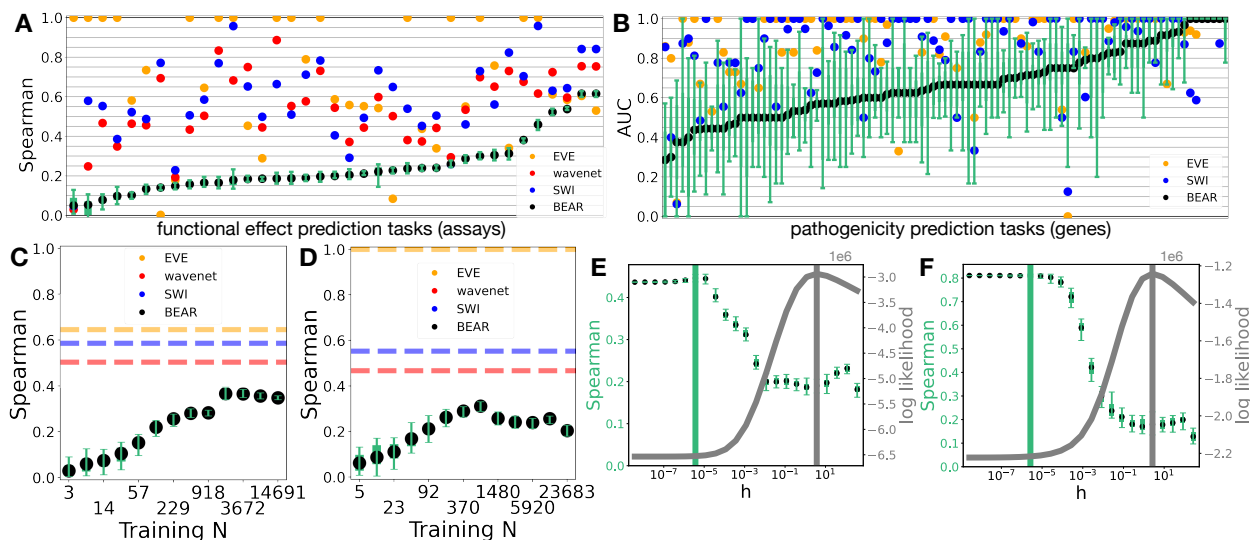 A
1.0
0.8
0.6
0.4
0.2
0.0
Spearman
EVE
wavenet
SWI
BEAR
functional effect prediction tasks (assays)
B
1.0
0.8
0.6
0.4
0.2
0.0
AUC
EVE
SWI
BEAR
pathogenicity prediction tasks (genes)
C
1.0
0.8
0.6
0.4
0.2
0.0
Spearman
EVE
wavenet
SWI
BEAR
3 57 918 14691
14 229 3672
Training N
D
1.0
0.8
0.6
0.4
0.2
0.0
Spearman
EVE
wavenet
SWI
BEAR
5 92 1480 23683
23 370 5920
Training N
E
1e6
0.4
0.3
0.2
0.1
0.0
Spearman
−3.0
−3.5
−4.0
−4.5
−5.0
−5.5
−6.0
−6.5
log likelihood
10⁻⁷ 10⁻⁵ 10⁻³ 10⁻¹ 10¹
h
F
1e6
0.8
0.7
0.6
0.5
0.4
0.3
0.2
0.1
0.0
Spearman
−1.2
−1.4
−1.6
−1.8
−2.0
−2.2
log likelihood
10⁻⁷ 10⁻⁵ 10⁻³ 10⁻¹ 10¹
h